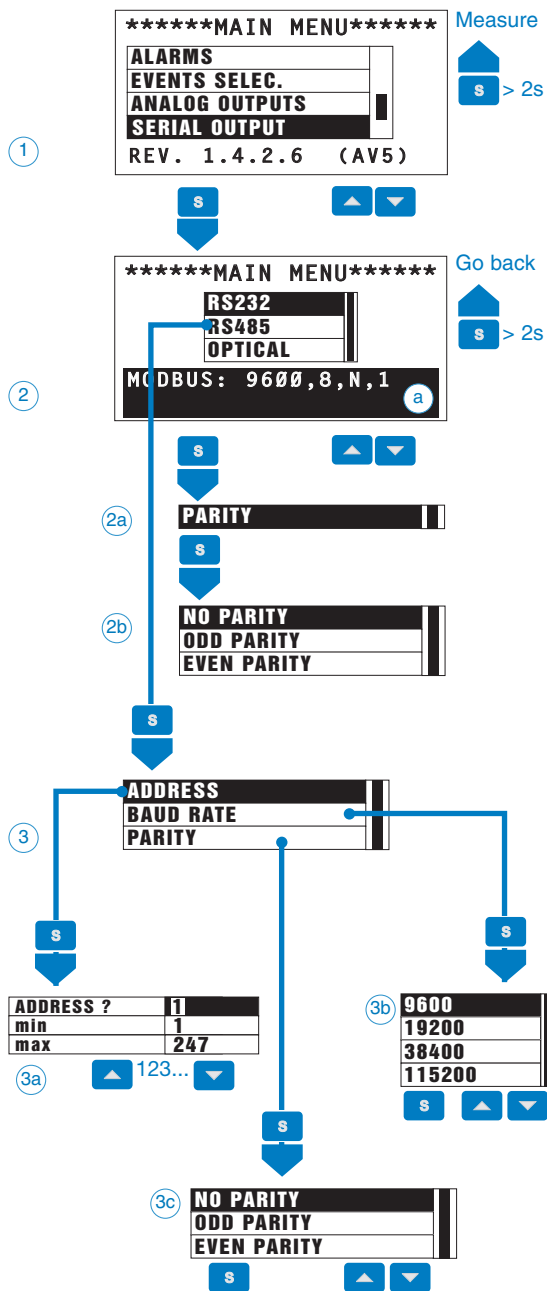 ******MAIN MENU******
Measure
ALARMS
EVENTS SELEC.
ANALOG OUTPUTS
SERIAL OUTPUT
S > 2s
1
REV. 1.4.2.6 (AV5)
S
******MAIN MENU******
Go back
RS232
RS485
OPTICAL
S > 2s
MODBUS: 96ØØ,8,N,1
2
a
S
2a
PARITY
S
2b
NO PARITY
ODD PARITY
EVEN PARITY
S
3
ADDRESS
BAUD RATE
PARITY
S
S
ADDRESS ? 1
min 1
max 247
3a
123...
3b
9600
19200
38400
115200
S
S
3c
NO PARITY
ODD PARITY
EVEN PARITY
S